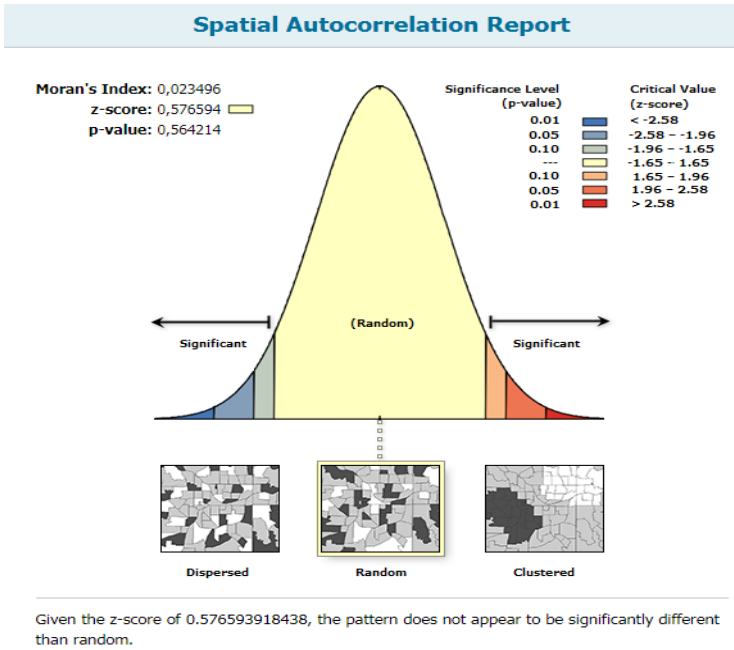 Spatial Autocorrelation Report
Moran's Index: 0,023496
z-score: 0,576594
p-value: 0,564214
Significance Level
(p-value)
Critical Value
(z-score)
0.01 < -2.58
0.05 -2.58 – -1.96
0.10 -1.96 – -1.65
--- -1.65 – 1.65
0.10 1.65 – 1.96
0.05 1.96 – 2.58
0.01 > 2.58
(Random)
Significant
Significant
Dispersed
Random
Clustered
Given the z-score of 0.576593918438, the pattern does not appear to be significantly different
than random.